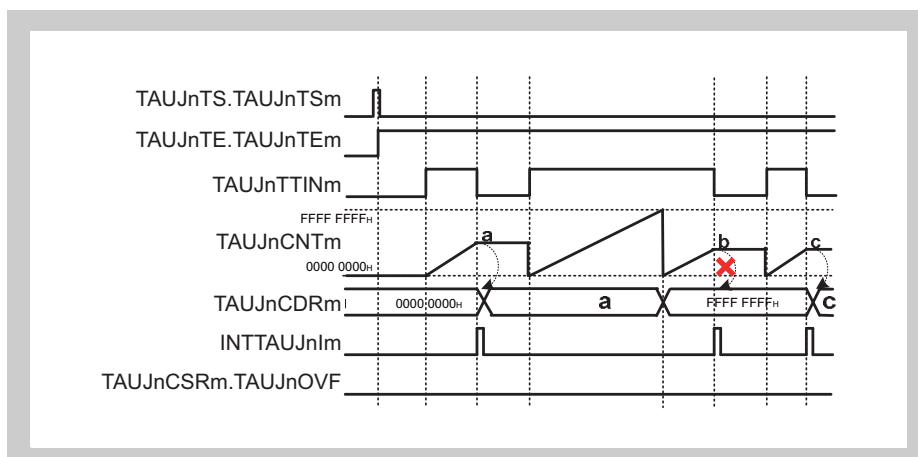 TAUJnTS.TAUJnTSm
TAUJnTE.TAUJnTEm
TAUJnTTINm
FFFF FFFFH
TAUJnCNTm
a
b
c
0000 0000H
TAUJnCDRm
0000 0000H
a
FFFF FFFFH
c
INTTAUJnIm
TAUJnCSRm.TAUJnOVF